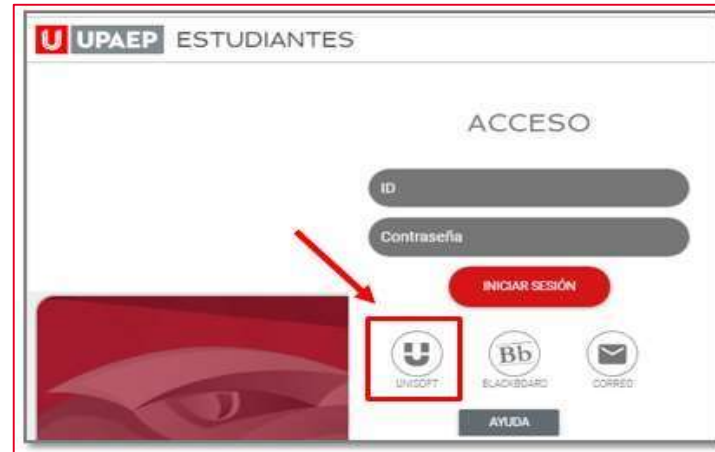 U UPAEP ESTUDIANTES
ACCESO
ID
Contraseña
INICIAR SESIÓN
U Bb
UNISOFT BLACKBOARD CORREO
AYUDA